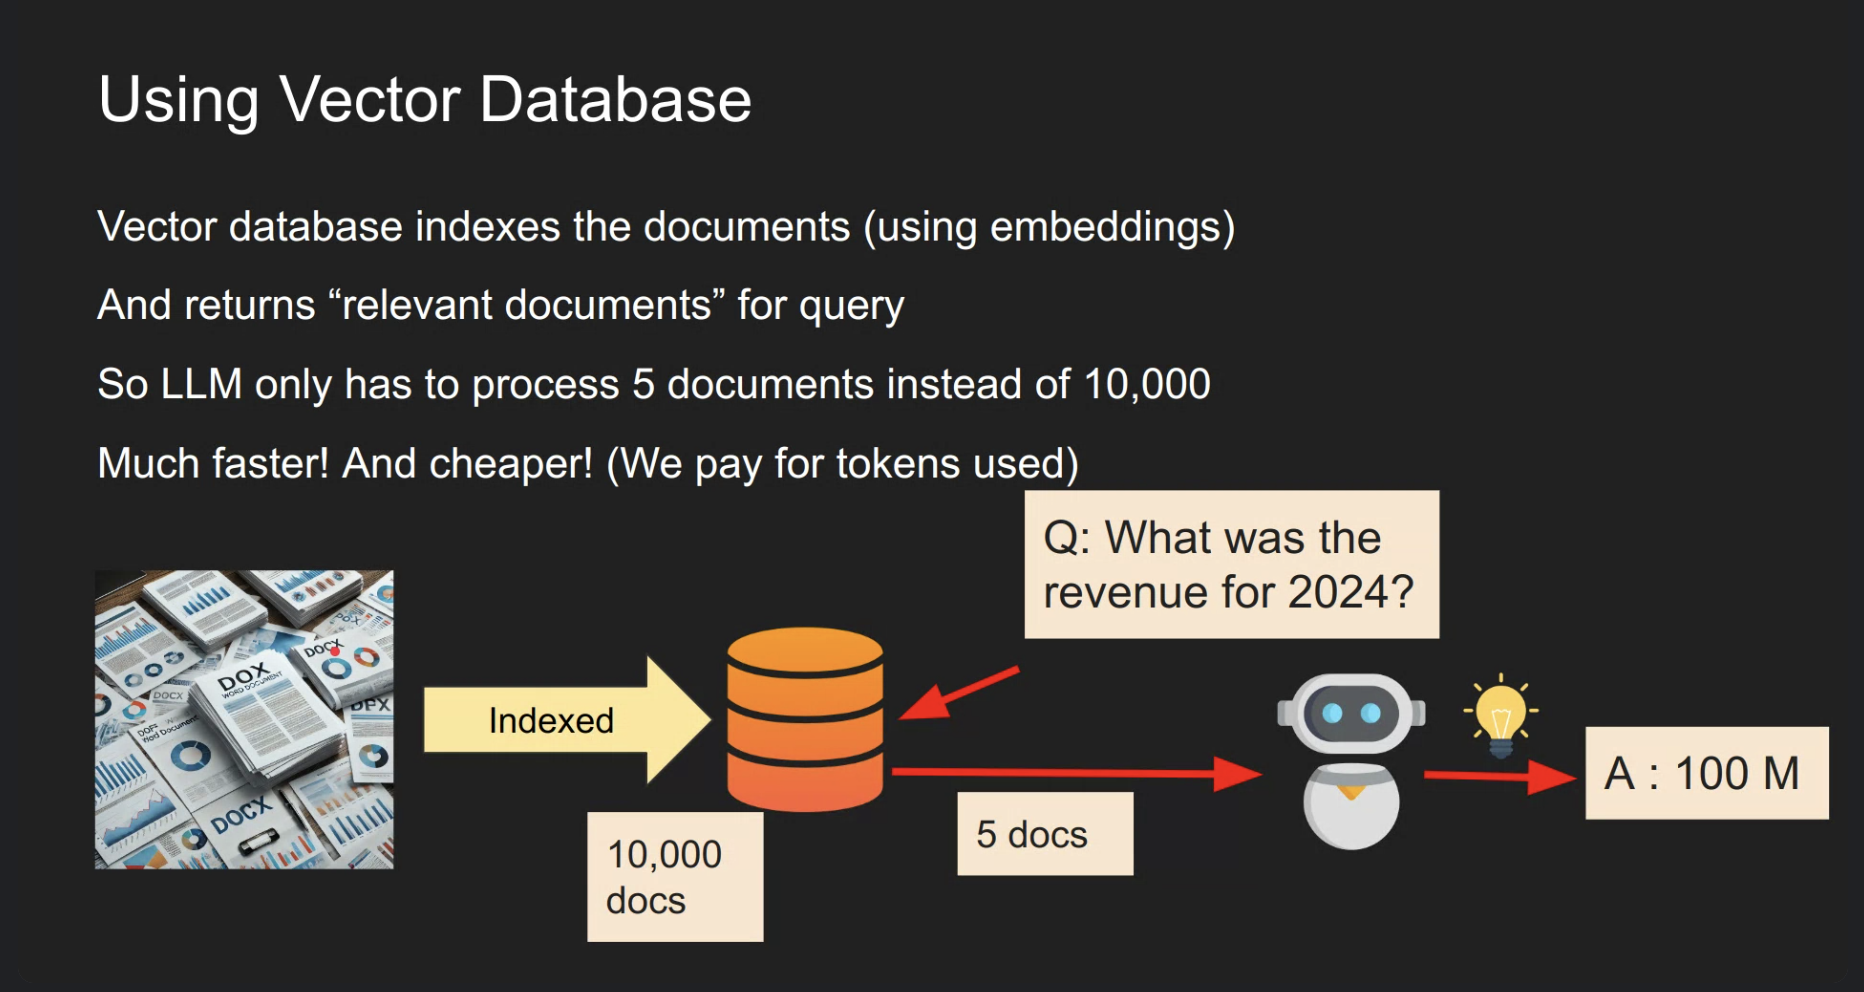 Using Vector Database
Vector database indexes the documents (using embeddings)
And returns “relevant documents” for query
So LLM only has to process 5 documents instead of 10,000
Much faster! And cheaper! (We pay for tokens used)
Q: What was the
revenue for 2024?
DOCX
DOX
WORD DOCUMENT
DOCX
DOCX
Indexed
A : 100 M
10,000
docs
5 docs